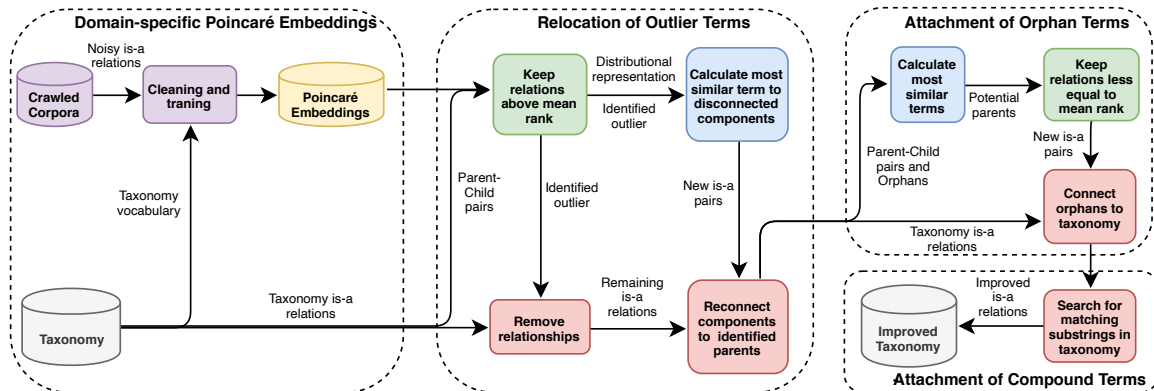 Domain-specific Poincaré Embeddings
Noisy is-a
relations
Crawled
Corpora
Cleaning and
traning
Poincaré
Embeddings
Taxonomy
vocabulary
Taxonomy
Taxonomy is-a
relations
Relocation of Outlier Terms
Keep
relations
above mean
rank
Distributional
representation
Identified
outlier
Calculate most
similar term to
disconnected
components
Parent-
Child
pairs
Identified
outlier
New is-a
pairs
Remove
relationships
Remaining
is-a
relations
Reconnect
components
to identified
parents
Attachment of Orphan Terms
Calculate
most
similar
terms
Potential
parents
Keep
relations less
equal to
mean rank
Parent-Child
pairs and
Orphans
New is-a
pairs
Connect
orphans to
taxonomy
Taxonomy is-a
relations
Improved
Taxonomy
Improved
is-a
relations
Search for
matching
substrings in
taxonomy
Attachment of Compound Terms